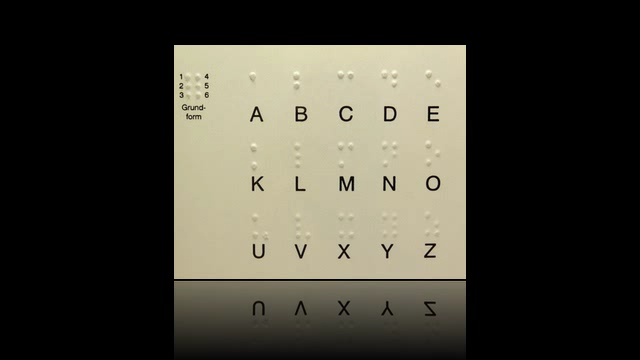 1 4
2 5
3 6
Grund-
form
A B C D E
K L M N O
U V X Y Z